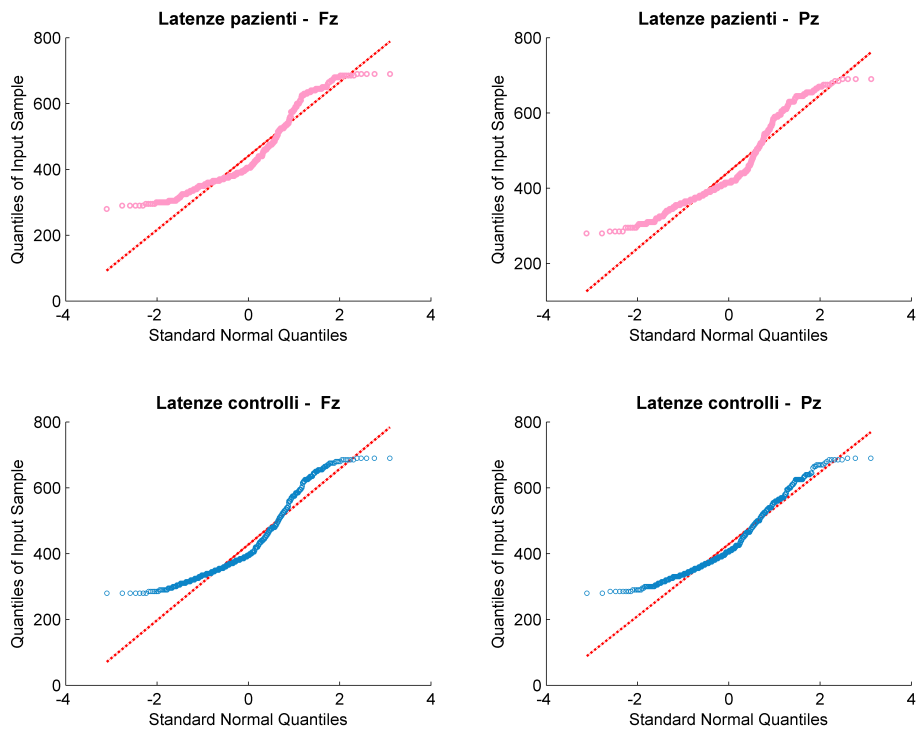 Latenze pazienti -  Fz
Quantiles of Input Sample
800
600
400
200
0
-4 -2 0 2 4
Standard Normal Quantiles
Latenze pazienti -  Pz
Quantiles of Input Sample
800
600
400
200
-4 -2 0 2 4
Standard Normal Quantiles
Latenze controlli -  Fz
Quantiles of Input Sample
800
600
400
200
0
-4 -2 0 2 4
Standard Normal Quantiles
Latenze controlli -  Pz
Quantiles of Input Sample
800
600
400
200
0
-4 -2 0 2 4
Standard Normal Quantiles